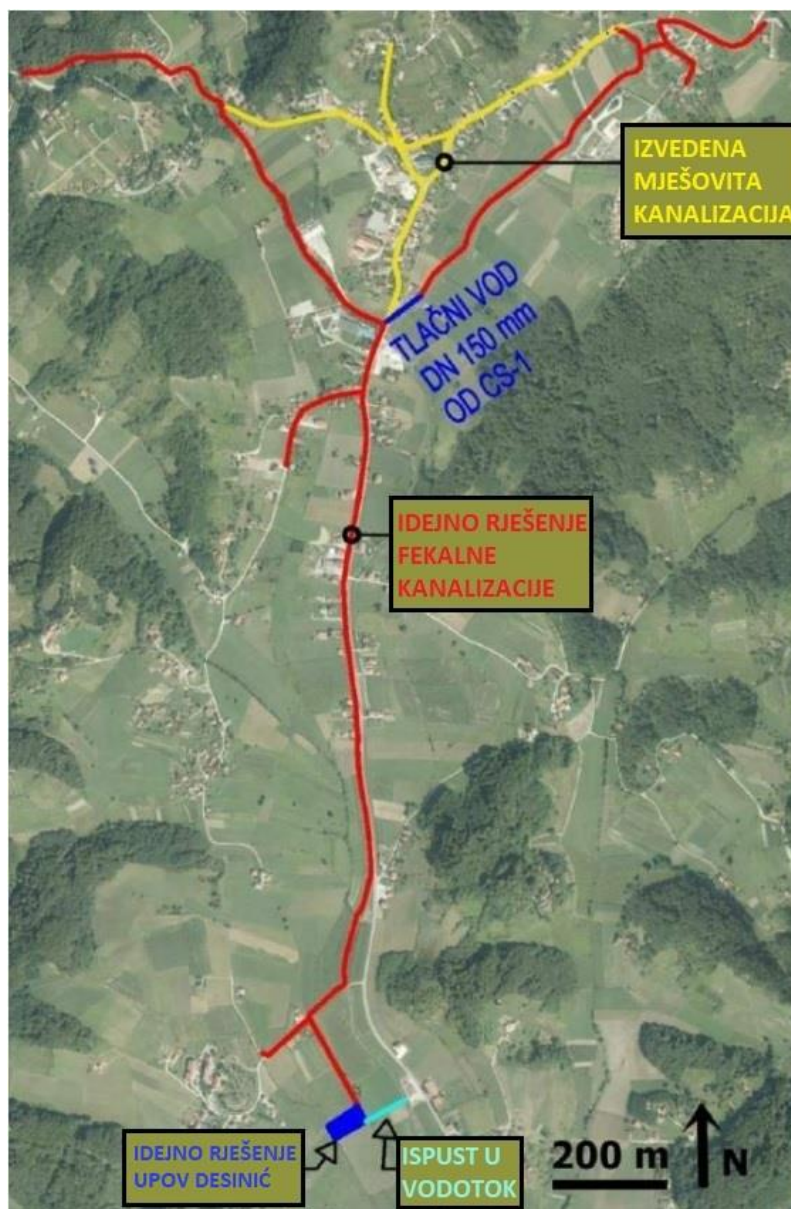 IZVEDENA
MJEŠOVITA
KANALIZACIJA
TLAČNI VOD
DN 150 mm
OD CS-1
IDEJNO RJEŠENJE
FEKALNE
KANALIZACIJE
IDEJNO RJEŠENJE
UPOV DESINIĆ
ISPUST U
VODOTOK
200 m
N